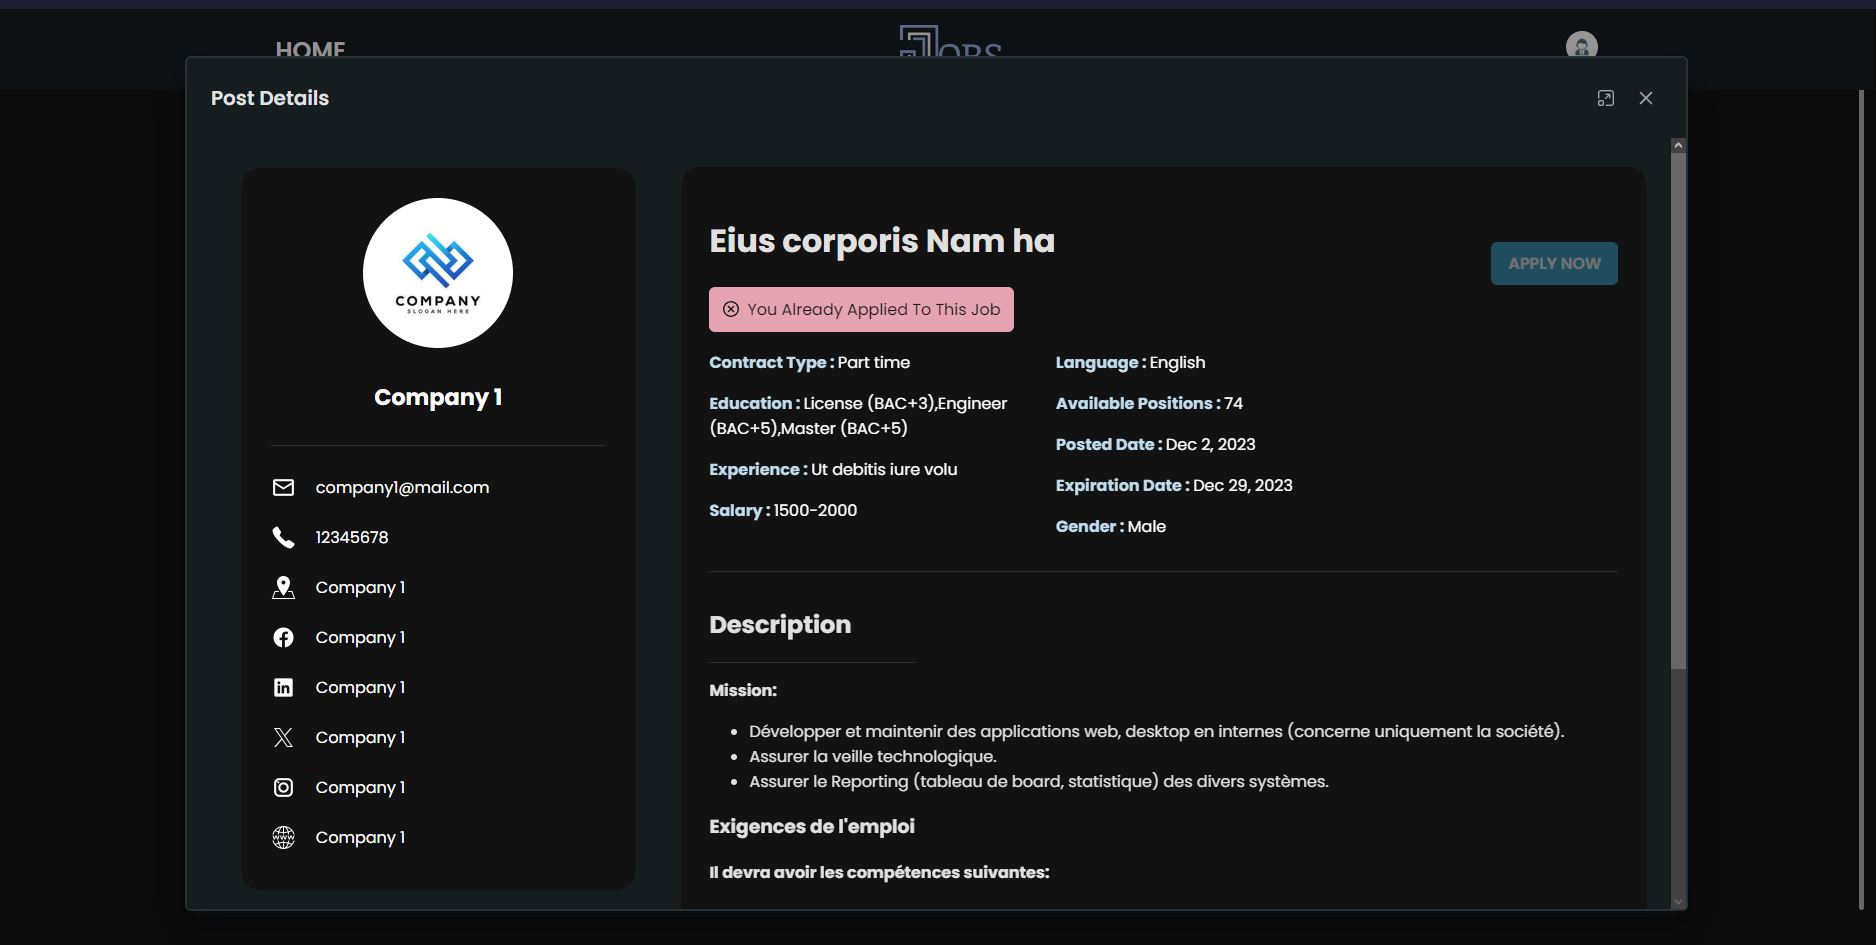 HOME
JOBS
Post Details
COMPANY
SLOGAN HERE
Company 1
company1@mail.com
12345678
Company 1
Company 1
Company 1
Company 1
Company 1
Company 1
Eius corporis Nam ha
APPLY NOW
You Already Applied To This Job
Contract Type : Part time
Education : License (BAC+3),Engineer
(BAC+5),Master (BAC+5)
Experience : Ut debitis iure volu
Salary : 1500-2000
Language : English
Available Positions : 74
Posted Date : Dec 2, 2023
Expiration Date : Dec 29, 2023
Gender : Male
Description
Mission:
• Développer et maintenir des applications web, desktop en internes (concerne uniquement la société).
• Assurer la veille technologique.
• Assurer le Reporting (tableau de board, statistique) des divers systèmes.
Exigences de l'emploi
Il devra avoir les compétences suivantes: